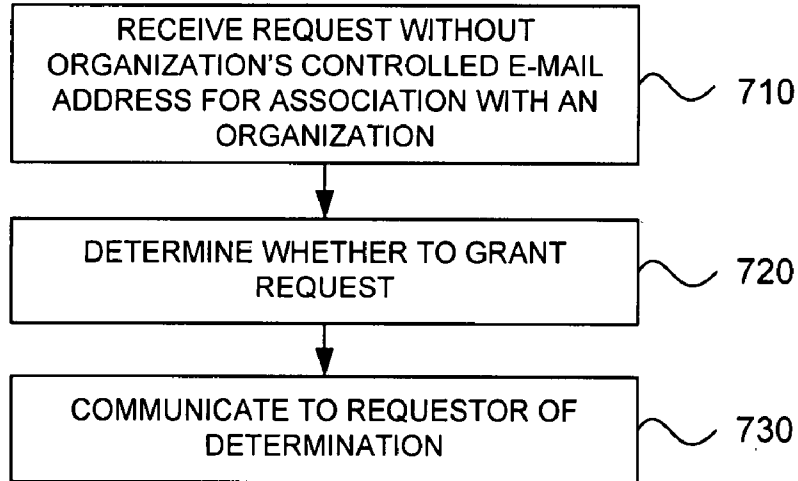 RECEIVE REQUEST WITHOUT
ORGANIZATION'S CONTROLLED E-MAIL
ADDRESS FOR ASSOCIATION WITH AN
ORGANIZATION
710
DETERMINE WHETHER TO GRANT
REQUEST
720
COMMUNICATE TO REQUESTOR OF
DETERMINATION
730